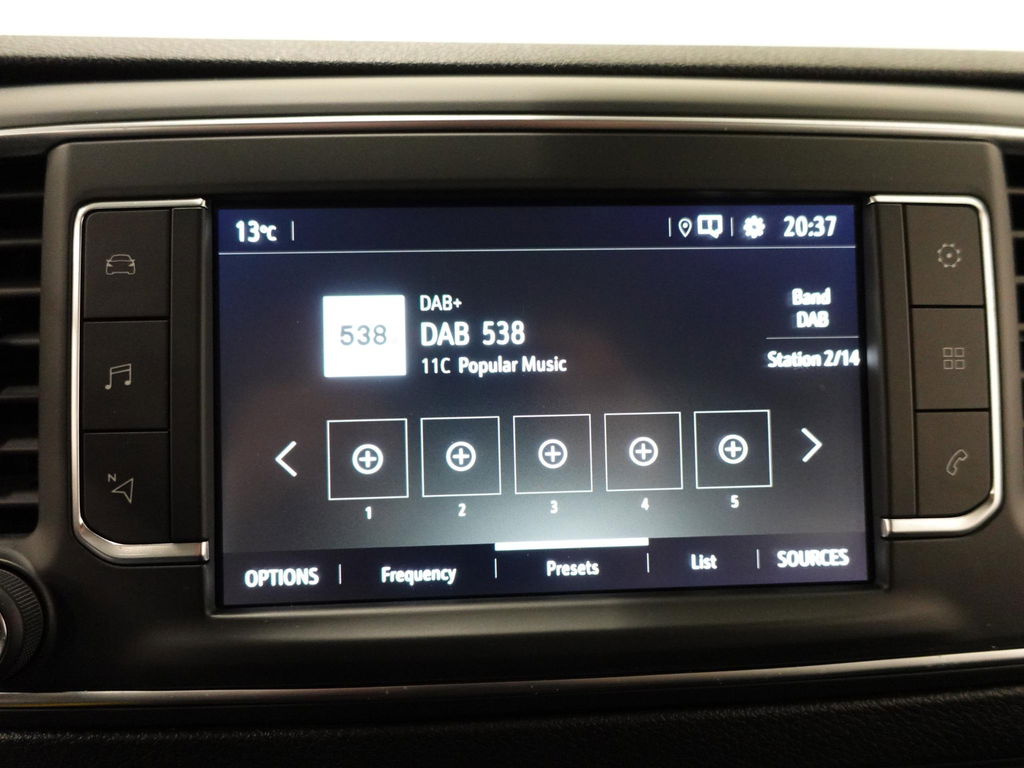 13°C
20:37
538
DAB+
DAB 538
11C Popular Music
Band
DAB
Station 2/14
1 2 3 4 5
N
OPTIONS Frequency Presets List SOURCES